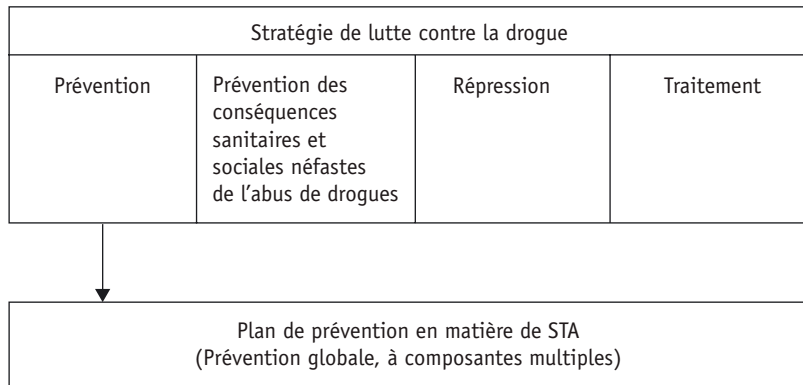 Stratégie de lutte contre la drogue
Prévention
Prévention des
conséquences
sanitaires et
sociales néfastes
de l'abus de drogues
Répression
Traitement
Plan de prévention en matière de STA
(Prévention globale, à composantes multiples)